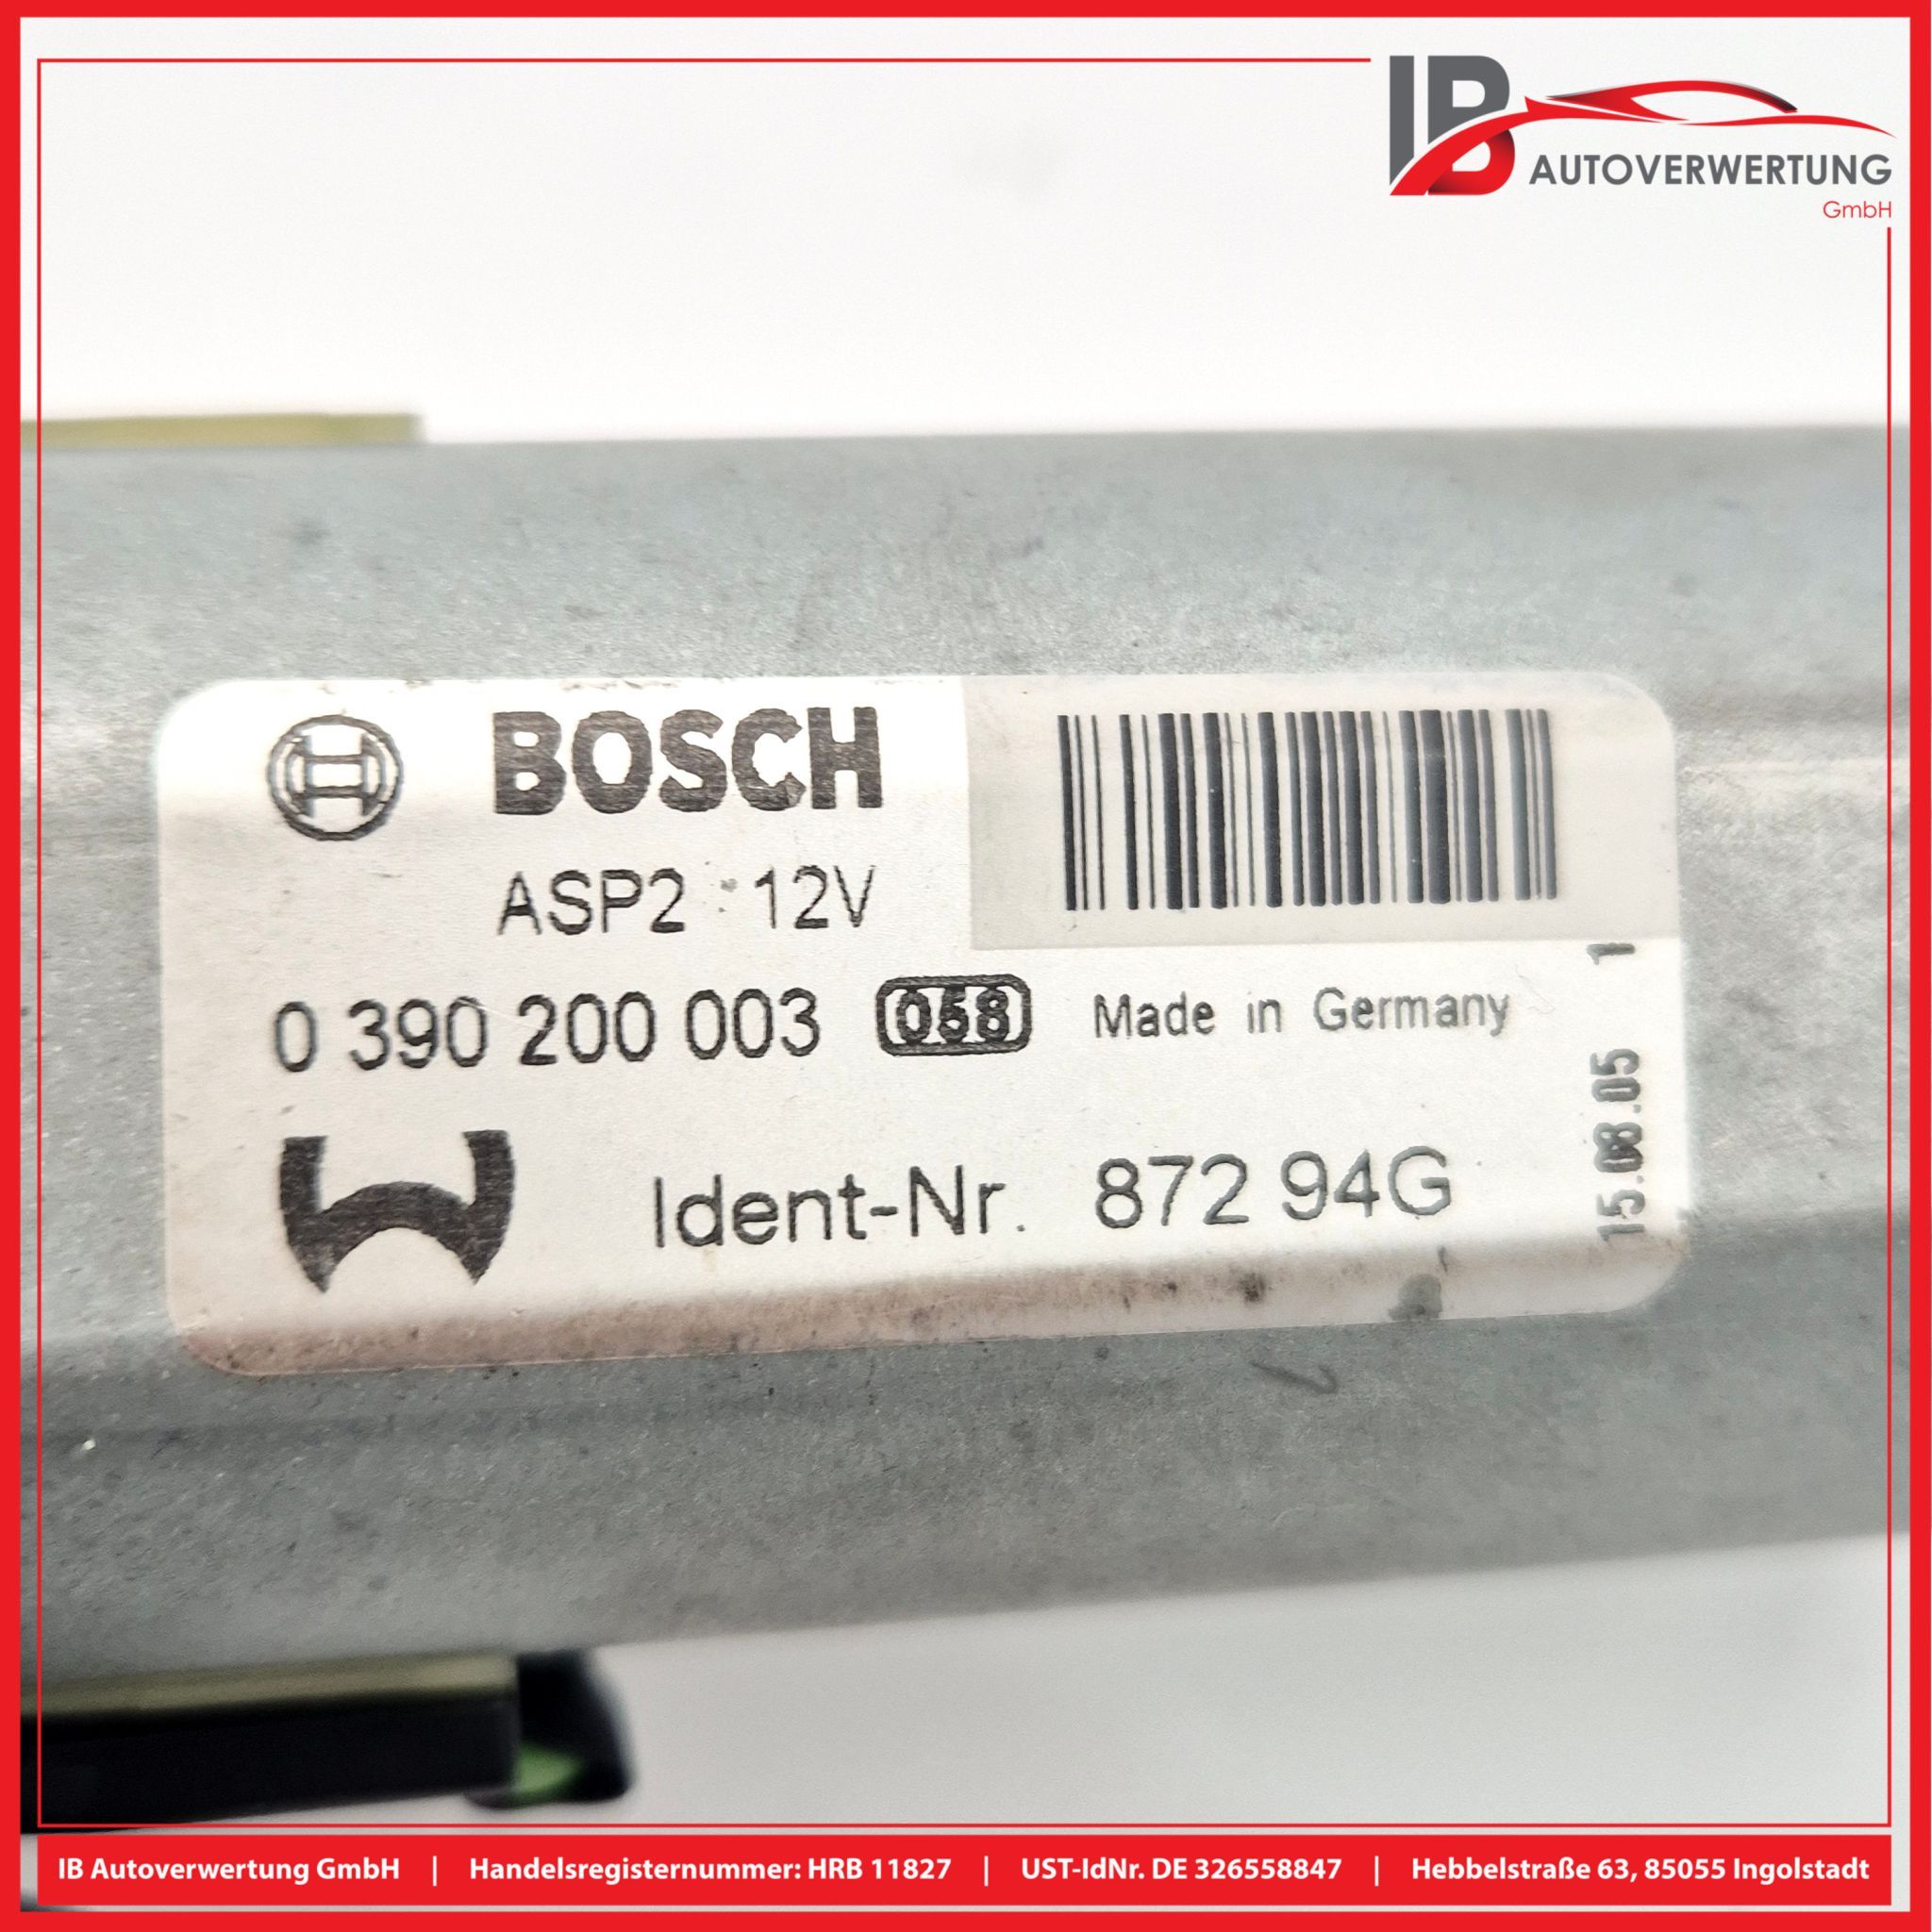 IB
AUTOVERWERTUNG
GmbH
BOSCH
ASP2 12V
0 390 200 003 058 Made in Germany
Ident-Nr. 872 94G
15.08.05 1
IB Autoverwertung GmbH | Handelsregisternummer: HRB 11827 | UST-IdNr. DE 326558847 | Hebbelstraße 63, 85055 Ingolstadt